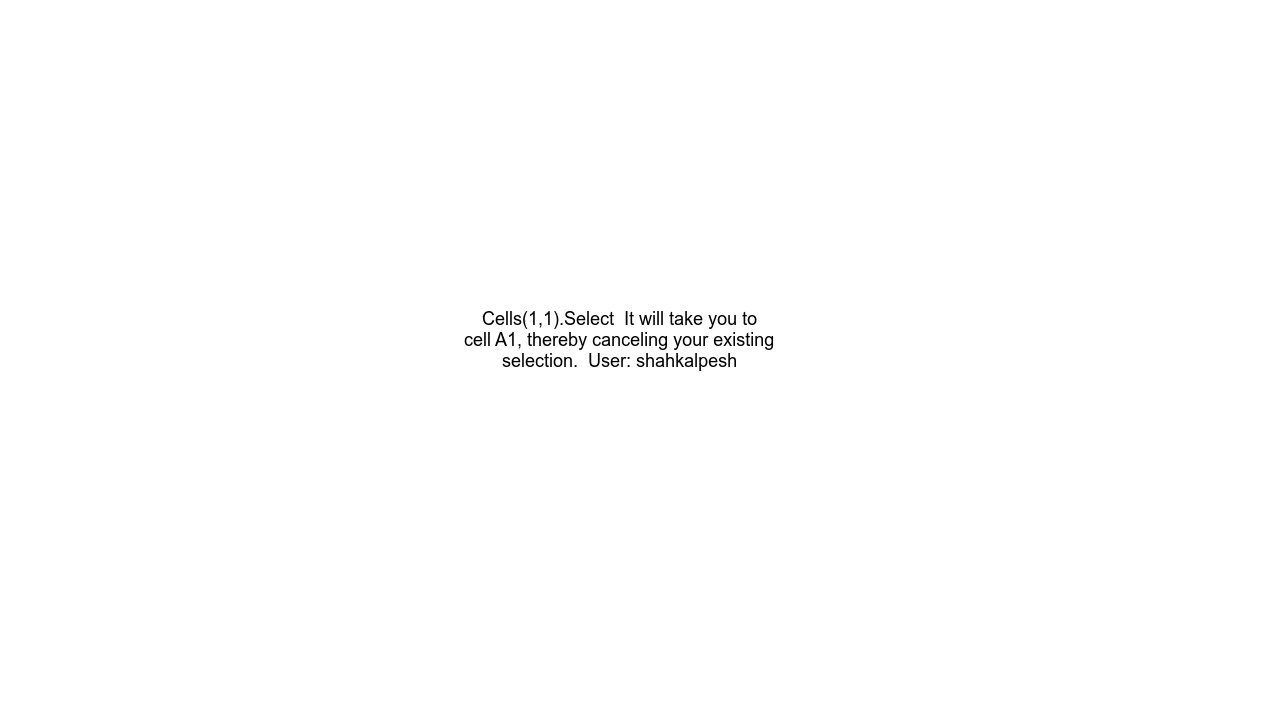 Cells(1,1).Select  It will take you to
cell A1, thereby canceling your existing
selection.  User: shahkalpesh